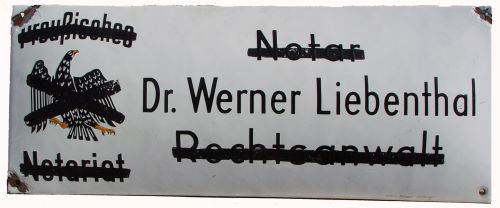 Preußisches
Notariat
Notar
Dr. Werner Liebenthal
Rechtsanwalt